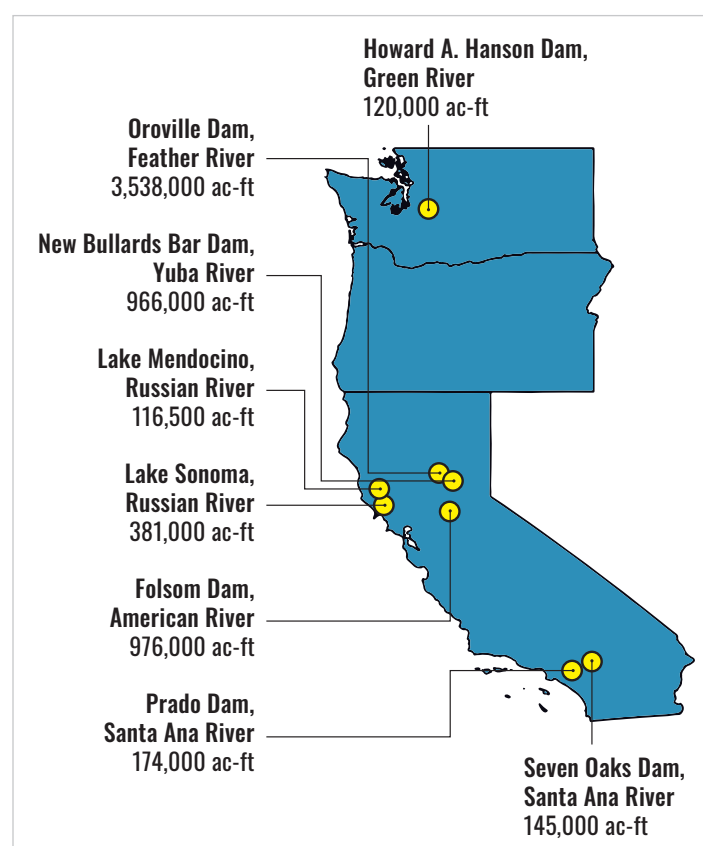 Howard A. Hanson Dam,
Green River
120,000 ac-ft
Oroville Dam,
Feather River
3,538,000 ac-ft
New Bullards Bar Dam,
Yuba River
966,000 ac-ft
Lake Mendocino,
Russian River
116,500 ac-ft
Lake Sonoma,
Russian River
381,000 ac-ft
Folsom Dam,
American River
976,000 ac-ft
Prado Dam,
Santa Ana River
174,000 ac-ft
Seven Oaks Dam,
Santa Ana River
145,000 ac-ft